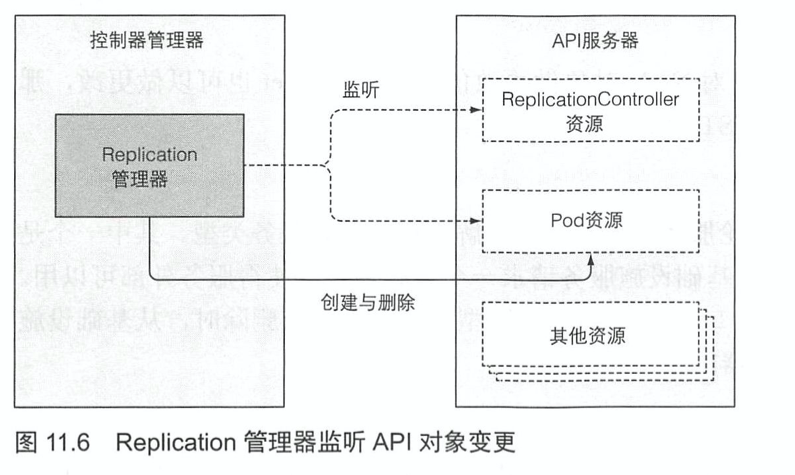 控制器管理器
API服务器
监听
ReplicationController
资源
Replication
管理器
Pod资源
创建与删除
其他资源
图 11.6 Replication 管理器监听 API 对象变更